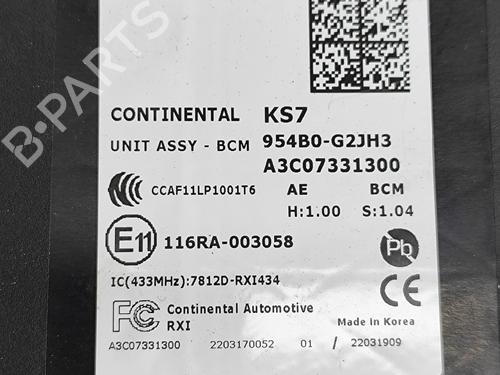 CONTINENTAL KS7
UNIT ASSY - BCM 954B0-G2JH3
A3C07331300
CCAF11LP1001T6 AE BCM
H:1.00 S:1.04
E11 116RA-003058 Pb
IC(433MHz):7812D-RXI434 CE
FC Continental Automotive
RXI Made in Korea
A3C07331300 2203170052 01 / 22031909
B-PARTS